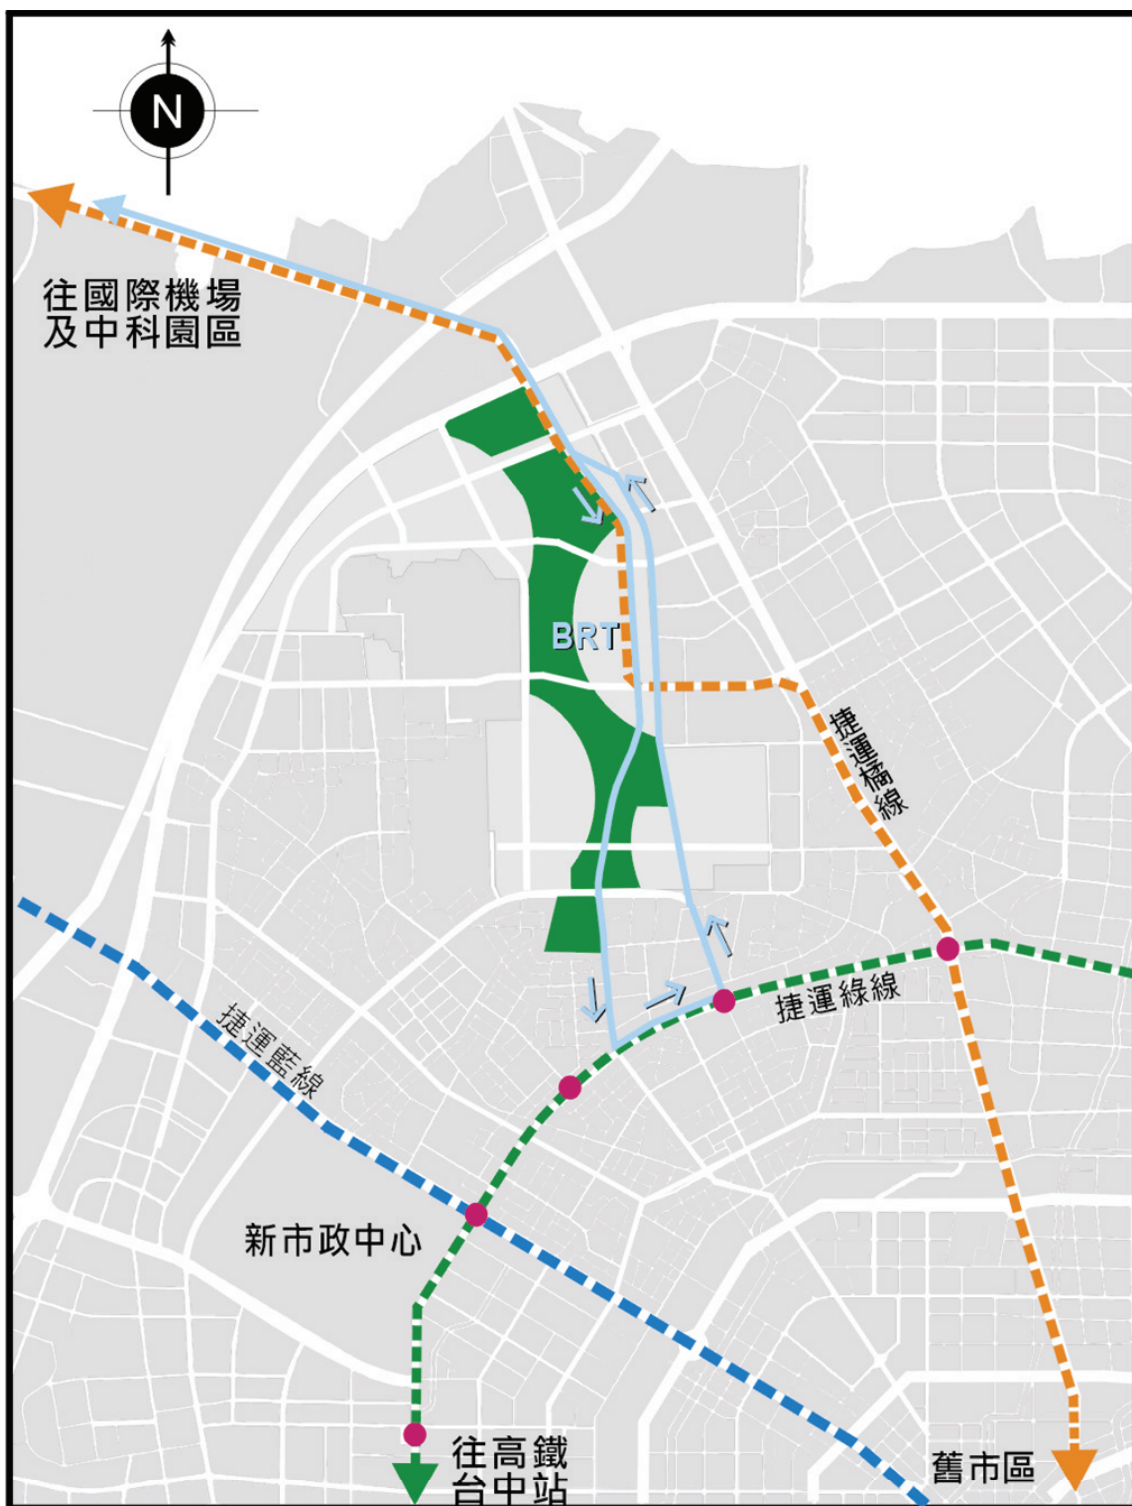 N
往國際機場
及中科園區
BRT
捷運橘線
捷運綠線
捷運藍線
新市政中心
往高鐵
台中站
舊市區